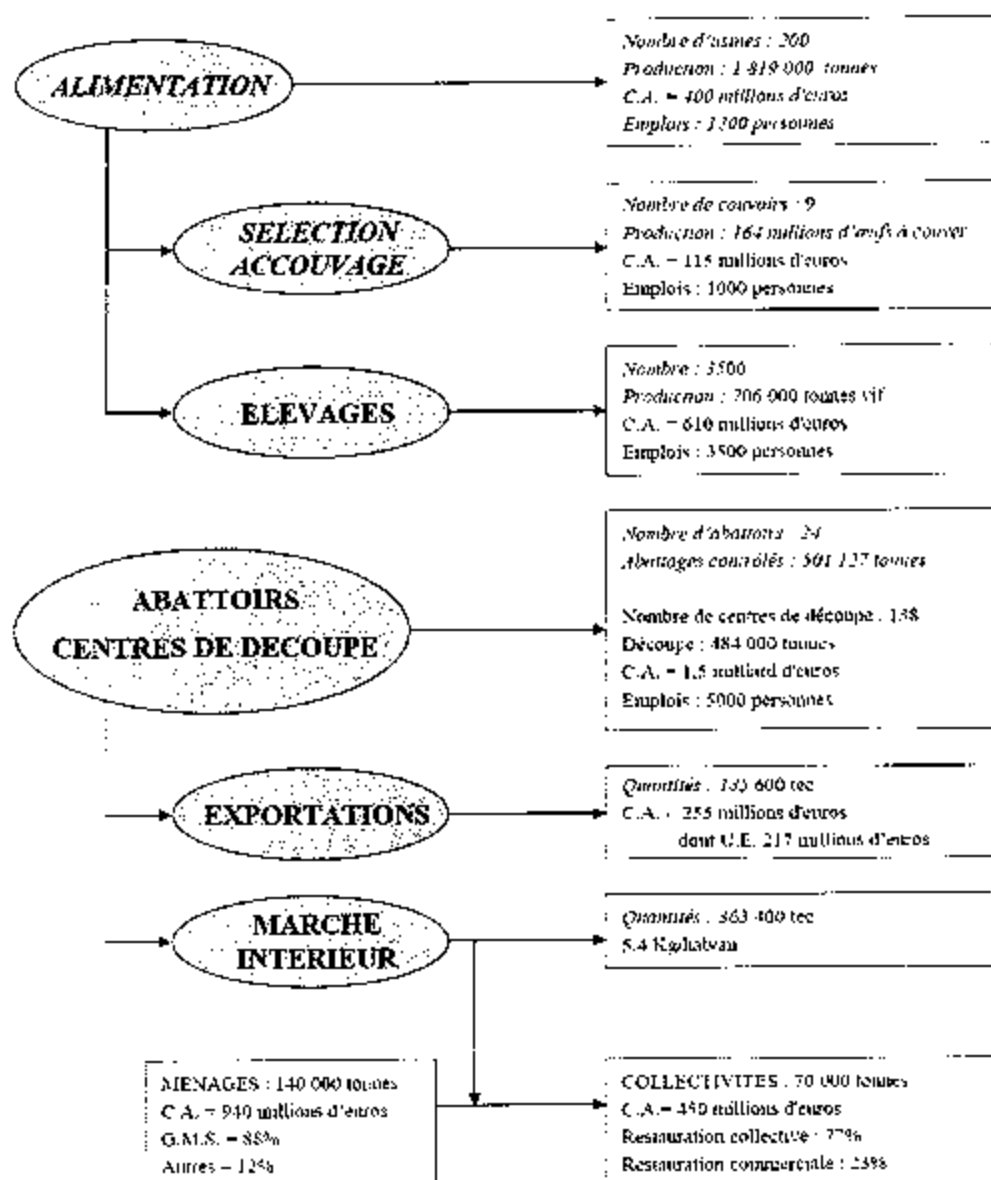 ALIMENTATION
Nombre d'usines : 200
Production : 1 819 000 tonnes
C.A. = 400 millions d'euros
Emplois : 1300 personnes
SELECTION
ACCOUVAGE
Nombre de couvoirs : 9
Production : 164 millions d'œufs à couver
C.A. = 115 millions d'euros
Emplois : 1000 personnes
ELEVAGES
Nombre : 3500
Production : 706 000 tonnes vif
C.A. = 610 millions d'euros
Emplois : 3500 personnes
ABATTOIRS
CENTRES DE DECOUPE
Nombre d'abattoirs : 24
Abattages contrôlés : 501 127 tonnes
Nombre de centres de découpe : 138
Découpe : 484 000 tonnes
C.A. = 1,5 milliard d'euros
Emplois : 5000 personnes
EXPORTATIONS
Quantités : 135 600 tec
C.A. : 255 millions d'euros
dont U.E. 217 millions d'euros
MARCHE
INTERIEUR
Quantités : 363 400 tec
5.4 Kg/habitant
MENAGES : 140 000 tonnes
C.A. = 940 millions d'euros
G.M.S. = 88%
Autres = 12%
COLLECTIVITES : 70 000 tonnes
C.A. = 450 millions d'euros
Restauration collective : 77%
Restauration commerciale : 23%